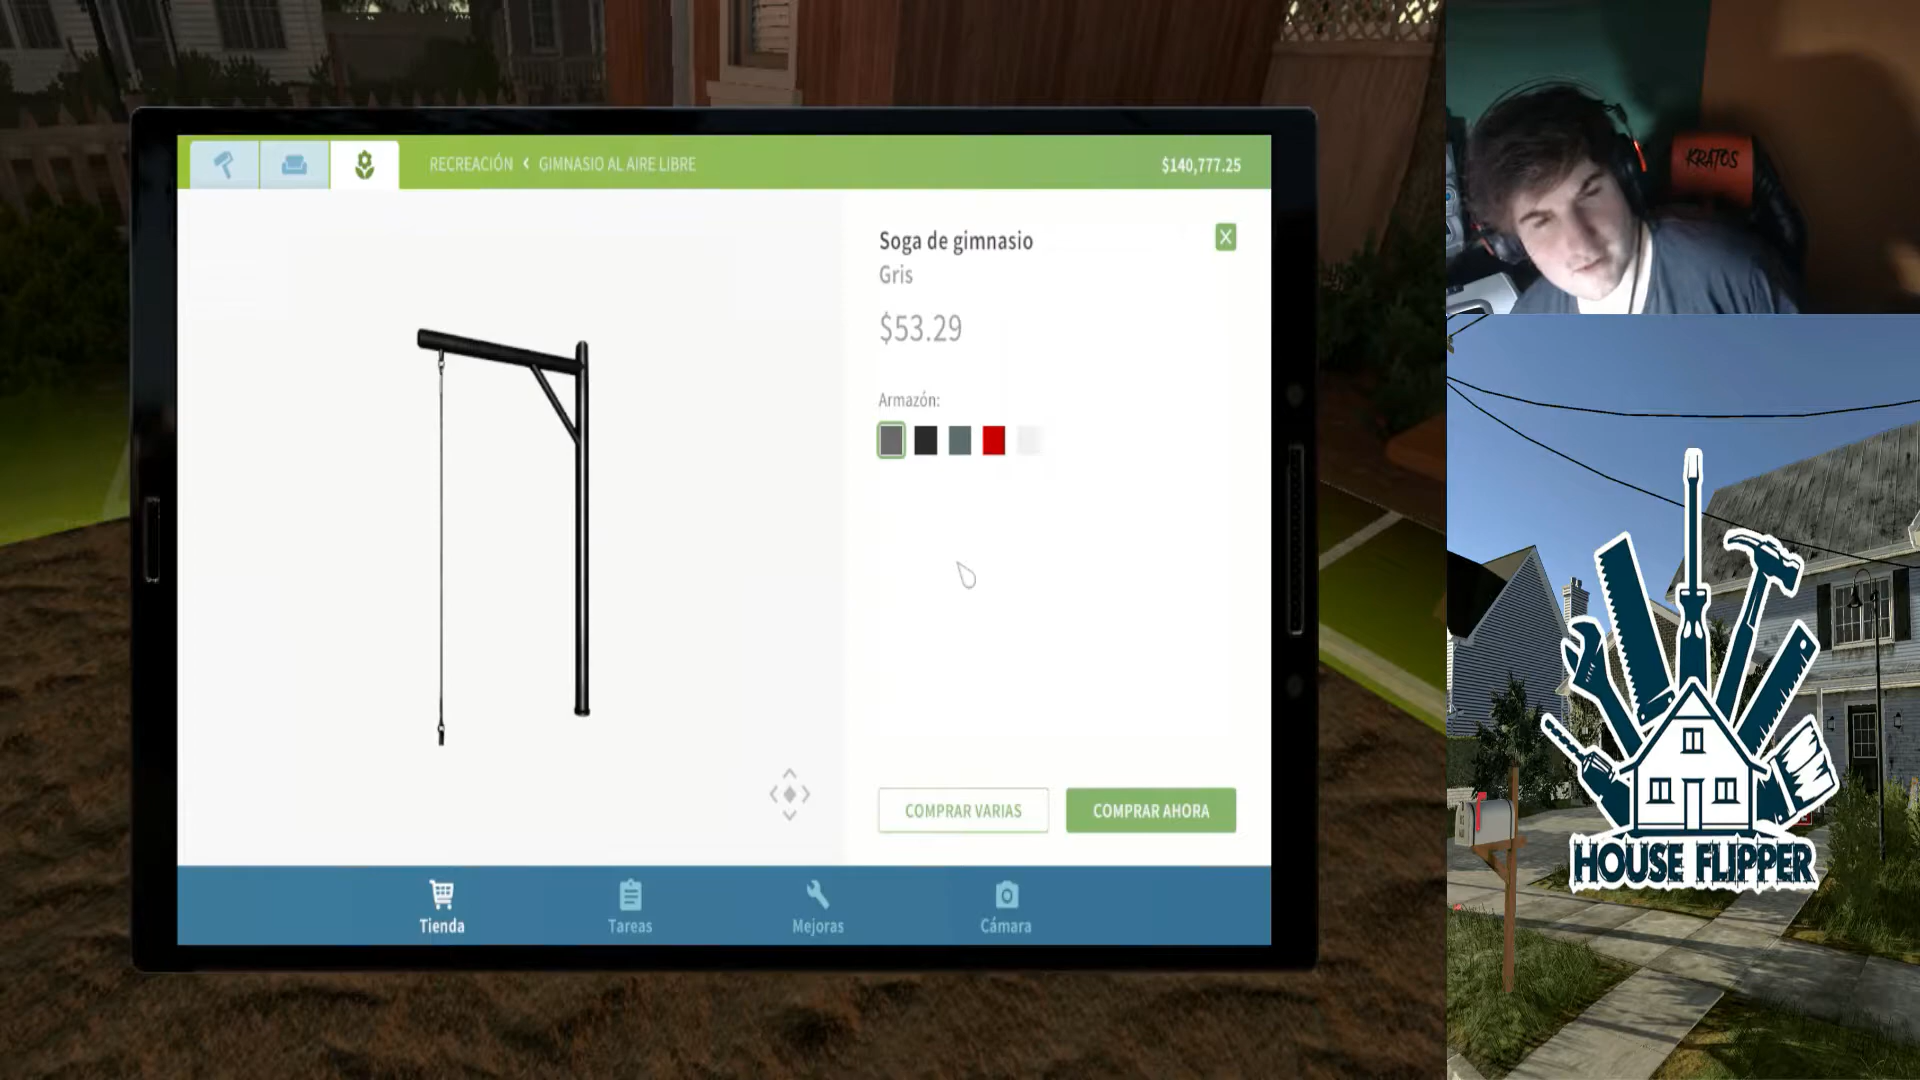 RECREACIÓN < GIMNASIO AL AIRE LIBRE
$140,777.25
Soga de gimnasio
Gris
$53.29
Armazón:
COMPRAR VARIAS
COMPRAR AHORA
Tienda
Tareas
Mejoras
Cámara
KRATOS
HOUSE FLIPPER